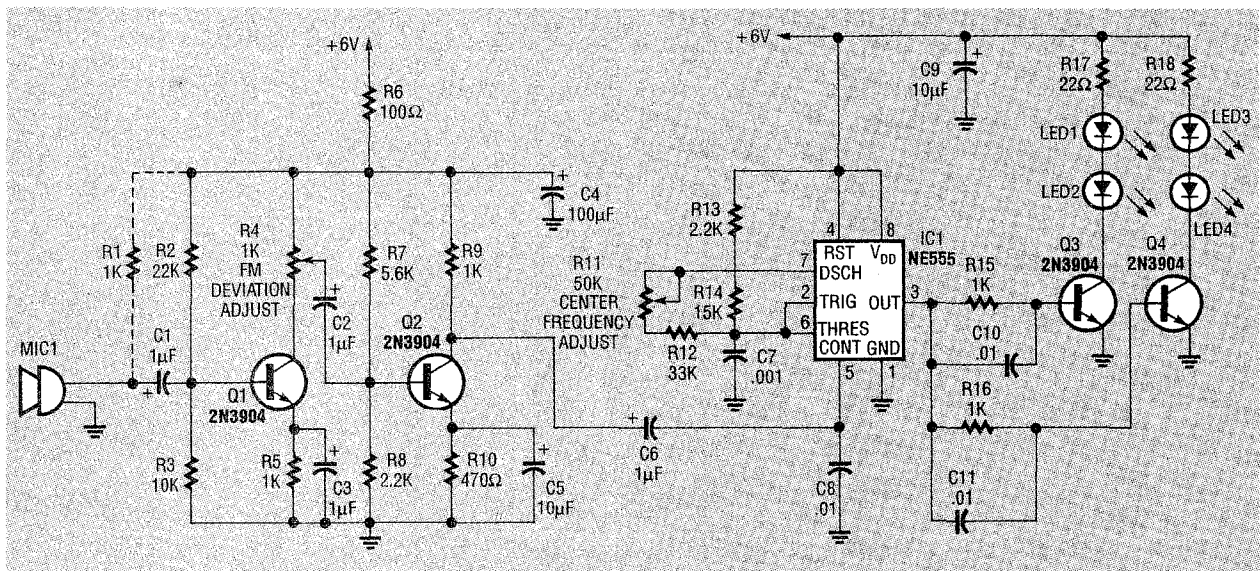 +6V
R6
100Ω
C4
100µF
R1
1K
R2
22K
R4
1K
FM
DEVIATION
ADJUST
R7
5.6K
R9
1K
C2
1µF
Q2
2N3904
C1
1µF
MIC1
Q1
2N3904
R3
10K
R5
1K
C3
1µF
R8
2.2K
R10
470Ω
C5
10µF
C6
1µF
+6V
C9
10µF
R17
22Ω
R18
22Ω
LED1
LED3
LED2
LED4
R13
2.2K
4
8
IC1
NE555
RST
VDD
7
DSCH
R11
50K
CENTER
FREQUENCY
ADJUST
R14
15K
2
TRIG
OUT
3
6
THRES
CONT
GND
5
1
R12
33K
C7
.001
C8
.01
R15
1K
C10
.01
R16
1K
C11
.01
Q3
2N3904
Q4
2N3904